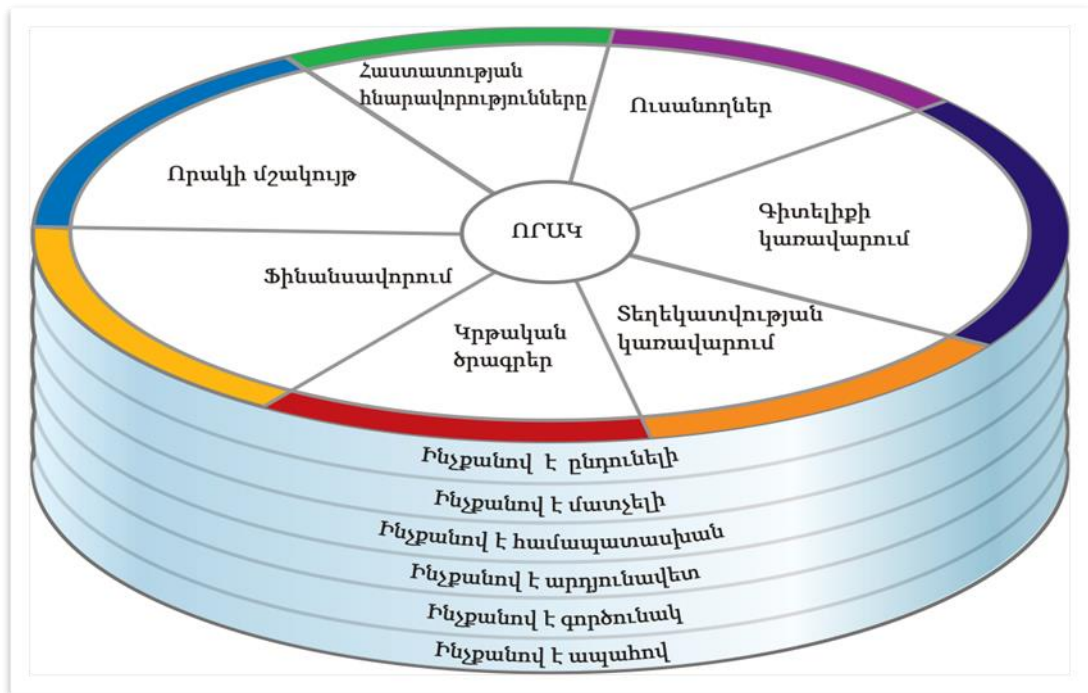 Հաստատության
հնարավորությունները
Ուսանողներ
Որակի մշակույթ
Գիտելիքի
կառավարում
ՈՐԱԿ
Ֆինանսավորում
Տեղեկատվության
կառավարում
Կրթական
ծրագրեր
Ինչքանով է ընդունելի
Ինչքանով է մատչելի
Ինչքանով է համապատասխան
Ինչքանով է արդյունավետ
Ինչքանով է գործունակ
Ինչքանով է ապահով